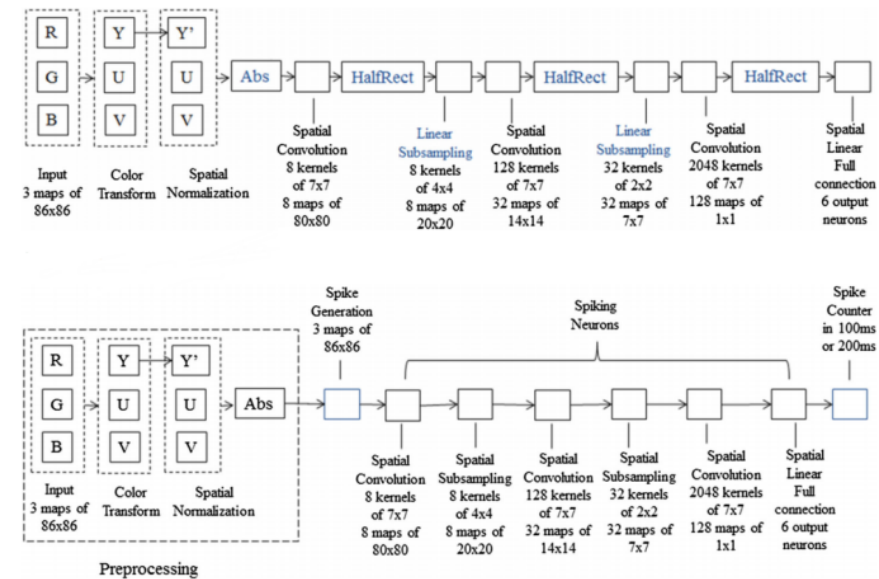 R Y Y'
G U U
B V V
Abs HalfRect HalfRect HalfRect
Input
3 maps of
86x86
Color
Transform
Spatial
Normalization
Spatial
Convolution
8 kernels
of 7x7
8 maps of
80x80
Linear
Subsampling
8 kernels
of 4x4
8 maps of
20x20
Spatial
Convolution
128 kernels
of 7x7
32 maps of
14x14
Linear
Subsampling
32 kernels
of 2x2
32 maps of
7x7
Spatial
Convolution
2048 kernels
of 7x7
128 maps of
1x1
Spatial
Linear
Full
connection
6 output
neurons
Spike
Generation
3 maps of
86x86
Spiking
Neurons
Spike
Counter
in 100ms
or 200ms
R Y Y'
G U U
B V V
Abs
Input
3 maps of
86x86
Color
Transform
Spatial
Normalization
Spatial
Convolution
8 kernels
of 7x7
8 maps of
80x80
Spatial
Subsampling
8 kernels
of 4x4
8 maps of
20x20
Spatial
Convolution
128 kernels
of 7x7
32 maps of
14x14
Spatial
Subsampling
32 kernels
of 2x2
32 maps of
7x7
Spatial
Convolution
2048 kernels
of 7x7
128 maps of
1x1
Spatial
Linear
Full
connection
6 output
neurons
Preprocessing